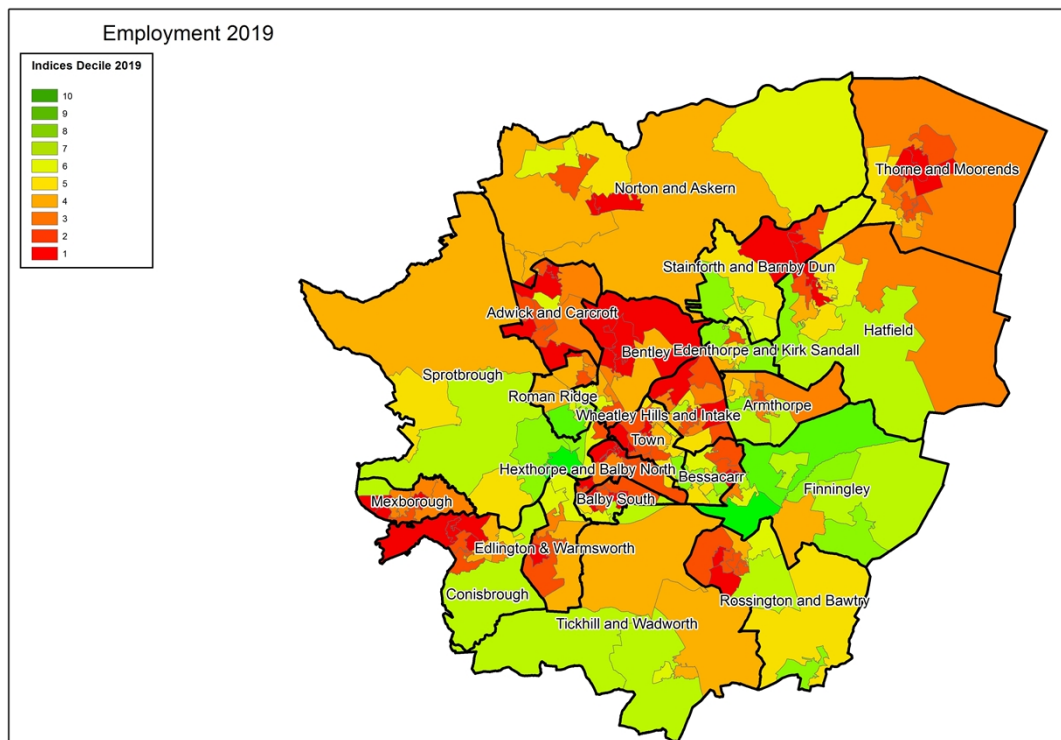 Employment 2019
Indices Decile 2019
10
9
8
7
6
5
4
3
2
1
Thorne and Moorends
Norton and Askern
Stainforth and Barnby Dun
Adwick and Carcroft
Hatfield
Bentley
Edenthorpe and Kirk Sandall
Sprotbrough
Roman Ridge
Armthorpe
Wheatley Hills and Intake
Town
Hexthorpe and Balby North
Bessacarr
Finningley
Mexborough
Balby South
Edlington & Warmsworth
Conisbrough
Rossington and Bawtry
Tickhill and Wadworth